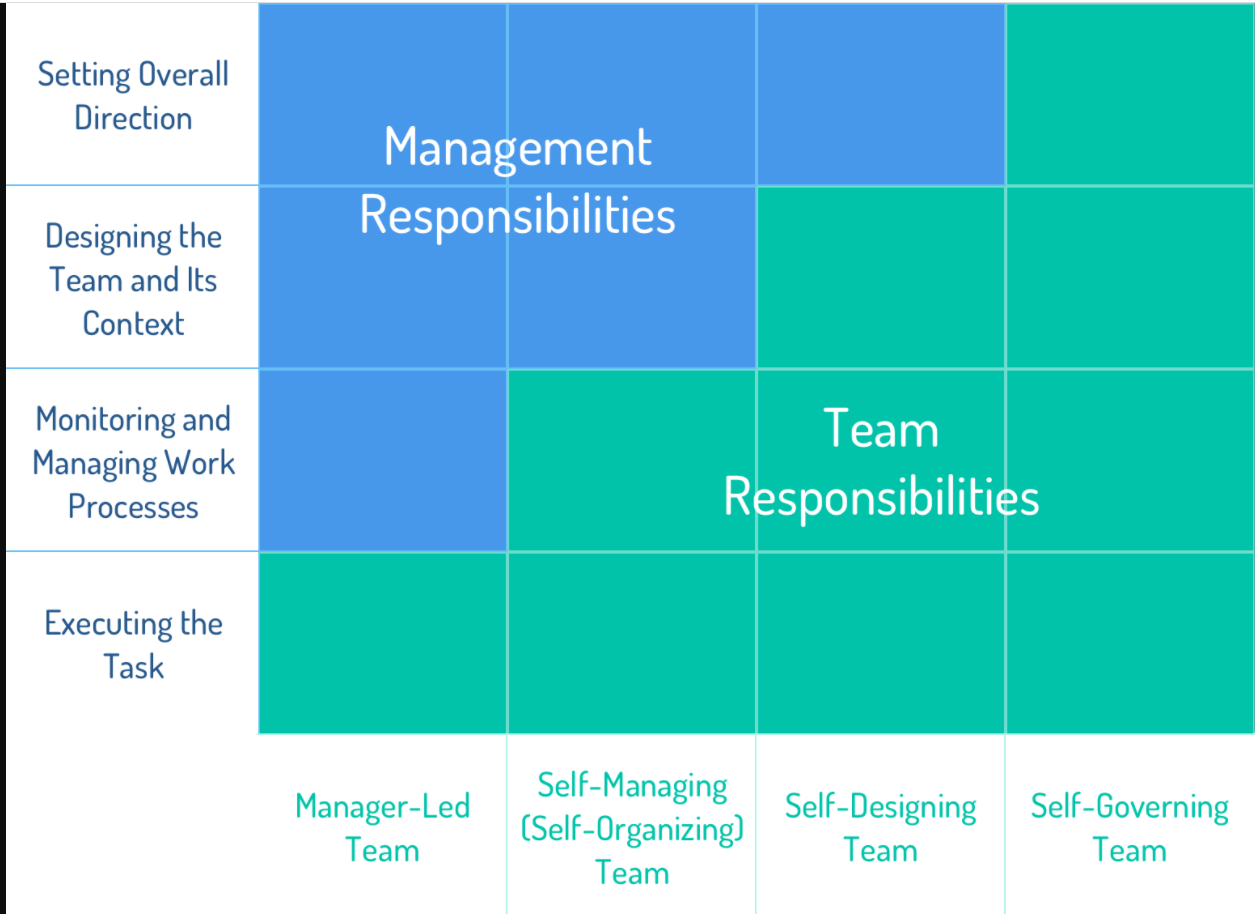 Setting Overall
Direction
Management
Responsibilities
Designing the
Team and Its
Context
Monitoring and
Managing Work
Processes
Team
Responsibilities
Executing the
Task
Manager-Led
Team
Self-Managing
(Self-Organizing)
Team
Self-Designing
Team
Self-Governing
Team